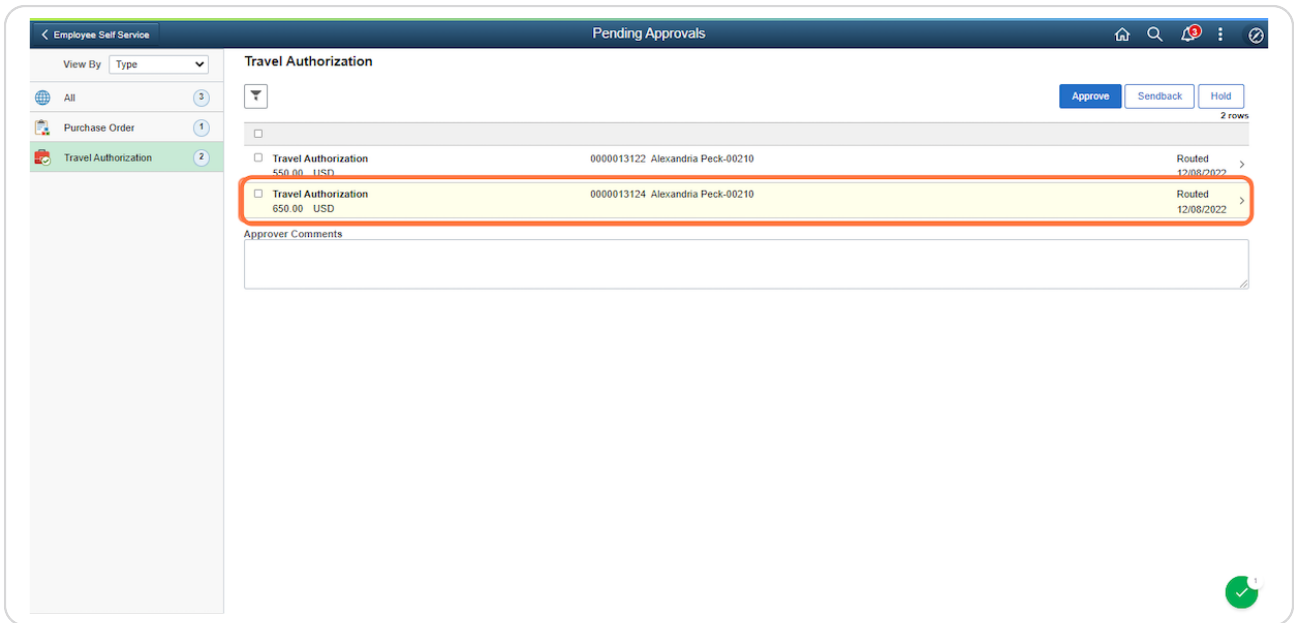 Employee Self Service
Pending Approvals
3
View By Type
All 3
Purchase Order 1
Travel Authorization 2
Travel Authorization
Approve Sendback Hold
2 rows
Travel Authorization 0000013122 Alexandria Peck-00210 Routed
550.00 USD 12/08/2022
Travel Authorization 0000013124 Alexandria Peck-00210 Routed
650.00 USD 12/08/2022
Approver Comments
1